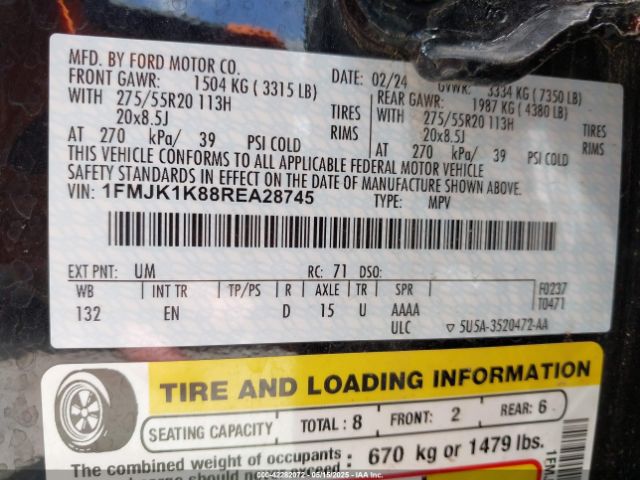 MFD. BY FORD MOTOR CO.
DATE: 02/24 GVWR: 3334 KG (7350 LB)
FRONT GAWR: 1504 KG (3315 LB)
REAR GAWR: 1987 KG (4380 LB)
WITH 275/55R20 113H TIRES
WITH 275/55R20 113H TIRES
20x8.5J RIMS
20x8.5J RIMS
AT 270 kPa/ 39 PSI COLD
AT 270 kPa/ 39 PSI COLD
THIS VEHICLE CONFORMS TO ALL APPLICABLE FEDERAL MOTOR VEHICLE
SAFETY STANDARDS IN EFFECT ON THE DATE OF MANUFACTURE SHOWN ABOVE.
VIN: 1FMJK1K88REA28745 TYPE: MPV
EXT PNT: UM RC: 71 DSO:
F0237
T0471
WB INT TR TP/PS R AXLE TR SPR
132 EN D 15 U AAAA
ULC ▽ 5U5A-3520472-AA
TIRE AND LOADING INFORMATION
SEATING CAPACITY TOTAL: 8 FRONT: 2 REAR: 6
The combined weight of occupants : 670 kg or 1479 lbs.
should
1FM
000-42282072 - 05/15/2025 -